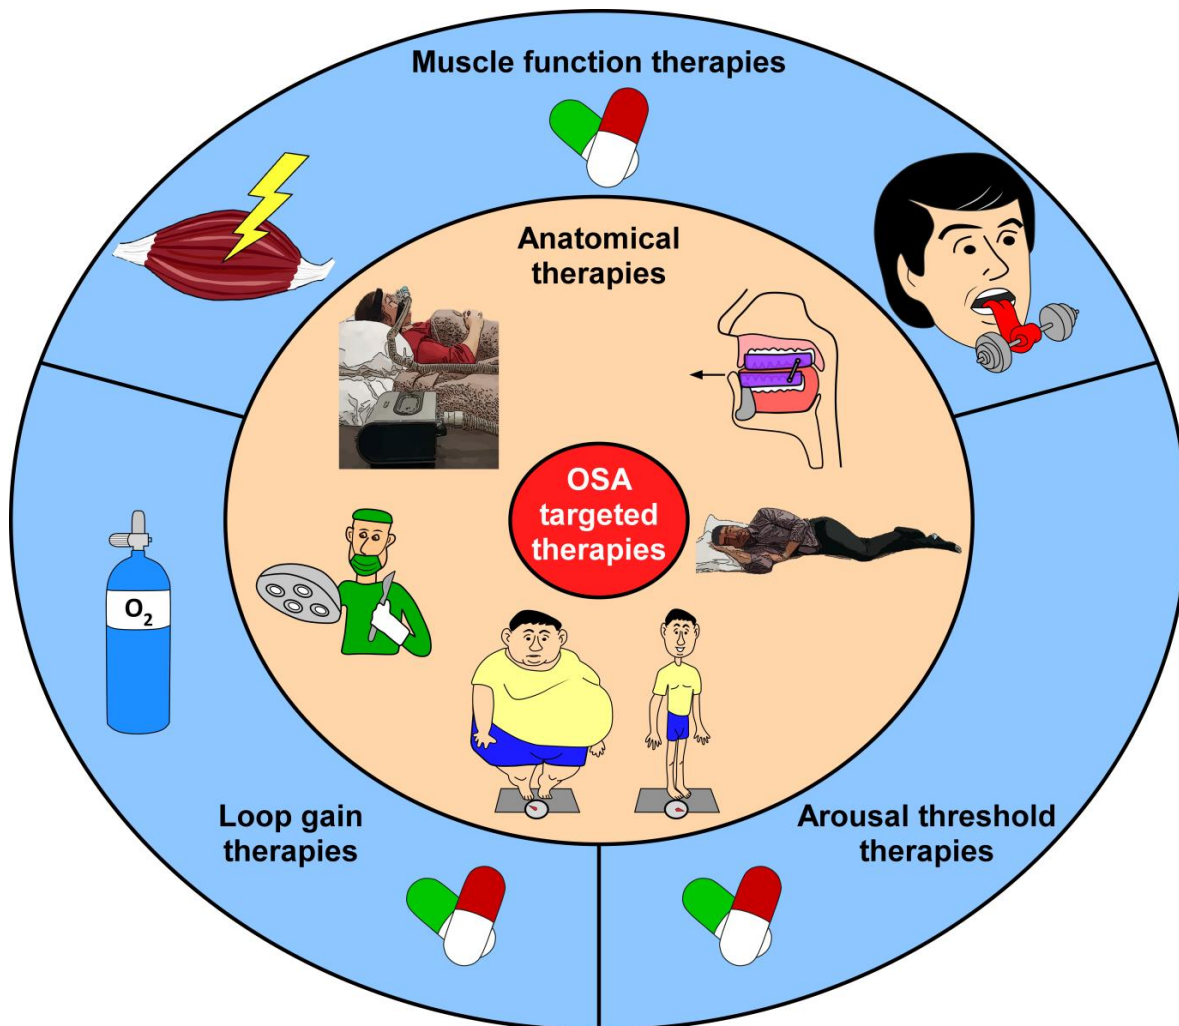 Muscle function therapies
Anatomical
therapies
OSA
targeted
therapies
O₂
Loop gain
therapies
Arousal threshold
therapies